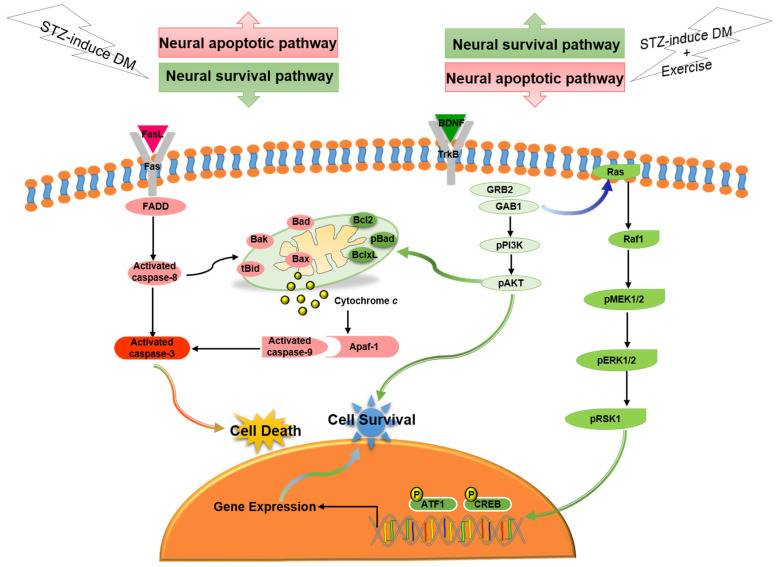 STZ-induce DM
Neural apoptotic pathway
Neural survival pathway
Neural survival pathway
Neural apoptotic pathway
STZ-induce DM
+
Exercise
FasL
Fas
FADD
BDNF
TrkB
Ras
GRB2
GAB1
Raf1
pPI3K
pAKT
pMEK1/2
pERK1/2
pRSK1
Bad
Bcl2
Bak
pBad
tBid
Bax
BclxL
Activated
caspase-8
Cytochrome c
Activated
caspase-3
Activated
caspase-9
Apaf-1
Cell Death
Cell Survival
Gene Expression
P
ATF1
P
CREB